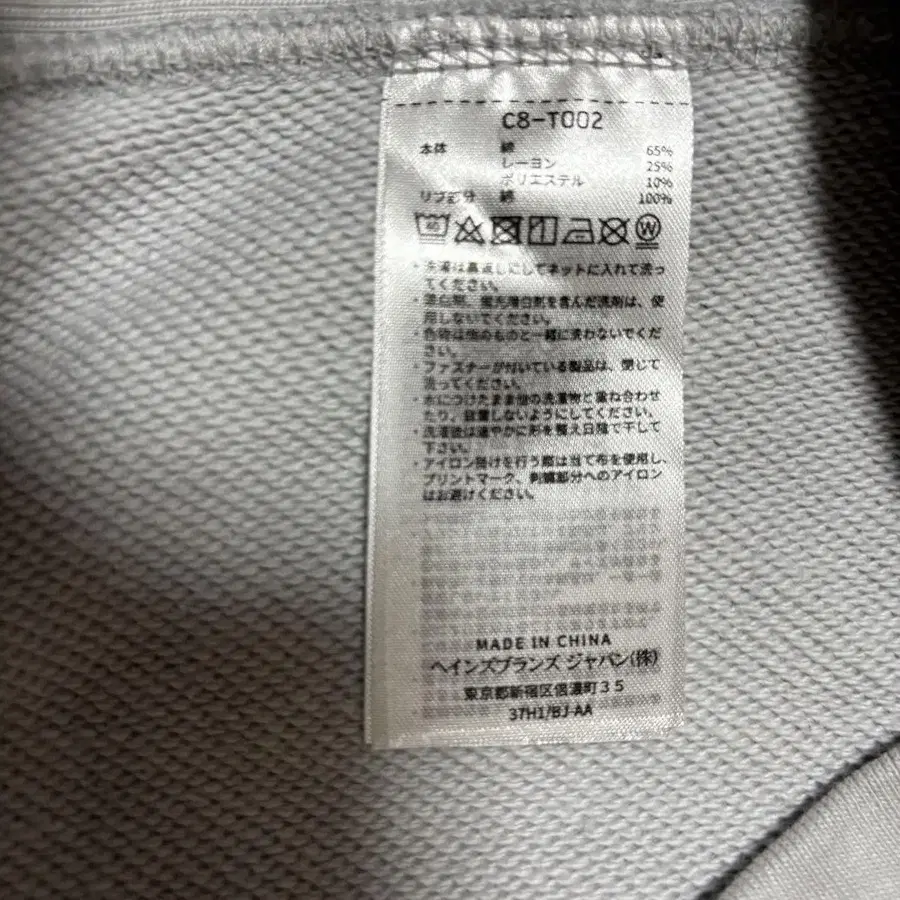 C8-T002
本体 綿 65%
レーヨン 25%
ポリエステル 10%
リブ部分 綿 100%
40 W
・洗濯は裏返しにしてネットに入れて洗っ
てください。
・漂白剤、蛍光増白剤を含んだ洗剤は、使
用しないでください。
・色物は他のものと一緒に洗わないでくだ
さい。
・ファスナーが付いている製品は、閉じて
洗ってください。
・水につけたまま他の洗濯物と重ね合わせ
たり、放置しないようにしてください。
・洗濯後は速やかに形を整え日陰で干して
下さい。
・アイロン掛けを行う際は当て布を使用し、
プリントマーク、刺繍部分へのアイロン
はお避けください。
MADE IN CHINA
ヘインズブランズ ジャパン(株)
東京都新宿区信濃町35
37H1/BJ-AA